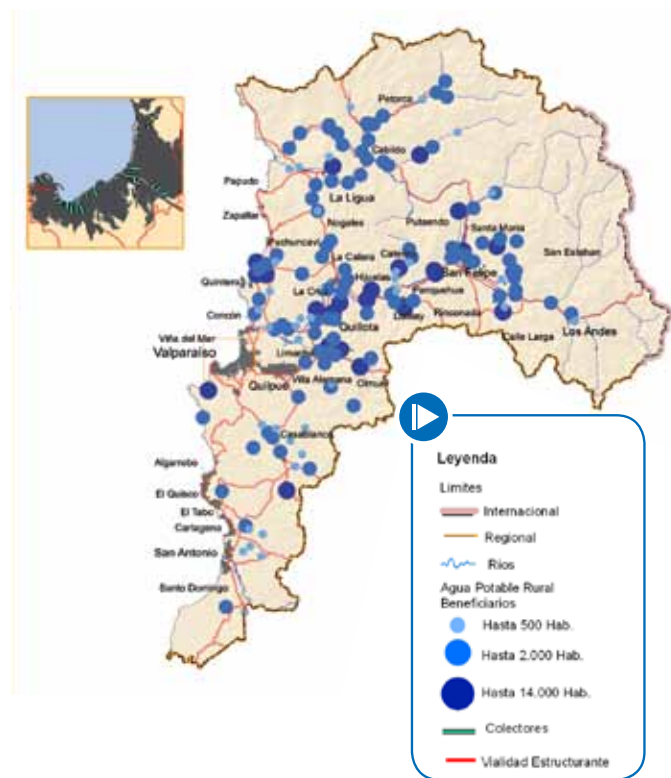 Petorca
Cabildo
Papudo
La Ligua
Zapallar
Putaendo
Nogales
Santa María
Puchuncaví
La Calera
Catemu
San Esteban
San Felipe
Quintero
Hijuelas
La Cruz
Panquehue
Concón
Llaillay
Rinconada
Quillota
Calle Larga
Los Andes
Viña del Mar
Limache
Valparaíso
Villa Alemana
Olmué
Quilpué
Casablanca
Algarrobo
El Quisco
El Tabo
Cartagena
San Antonio
Santo Domingo
Leyenda
Limites
Internacional
Regional
Ríos
Agua Potable Rural
Beneficiarios
Hasta 500 Hab.
Hasta 2.000 Hab.
Hasta 14.000 Hab.
Colectores
Vialidad Estructurante